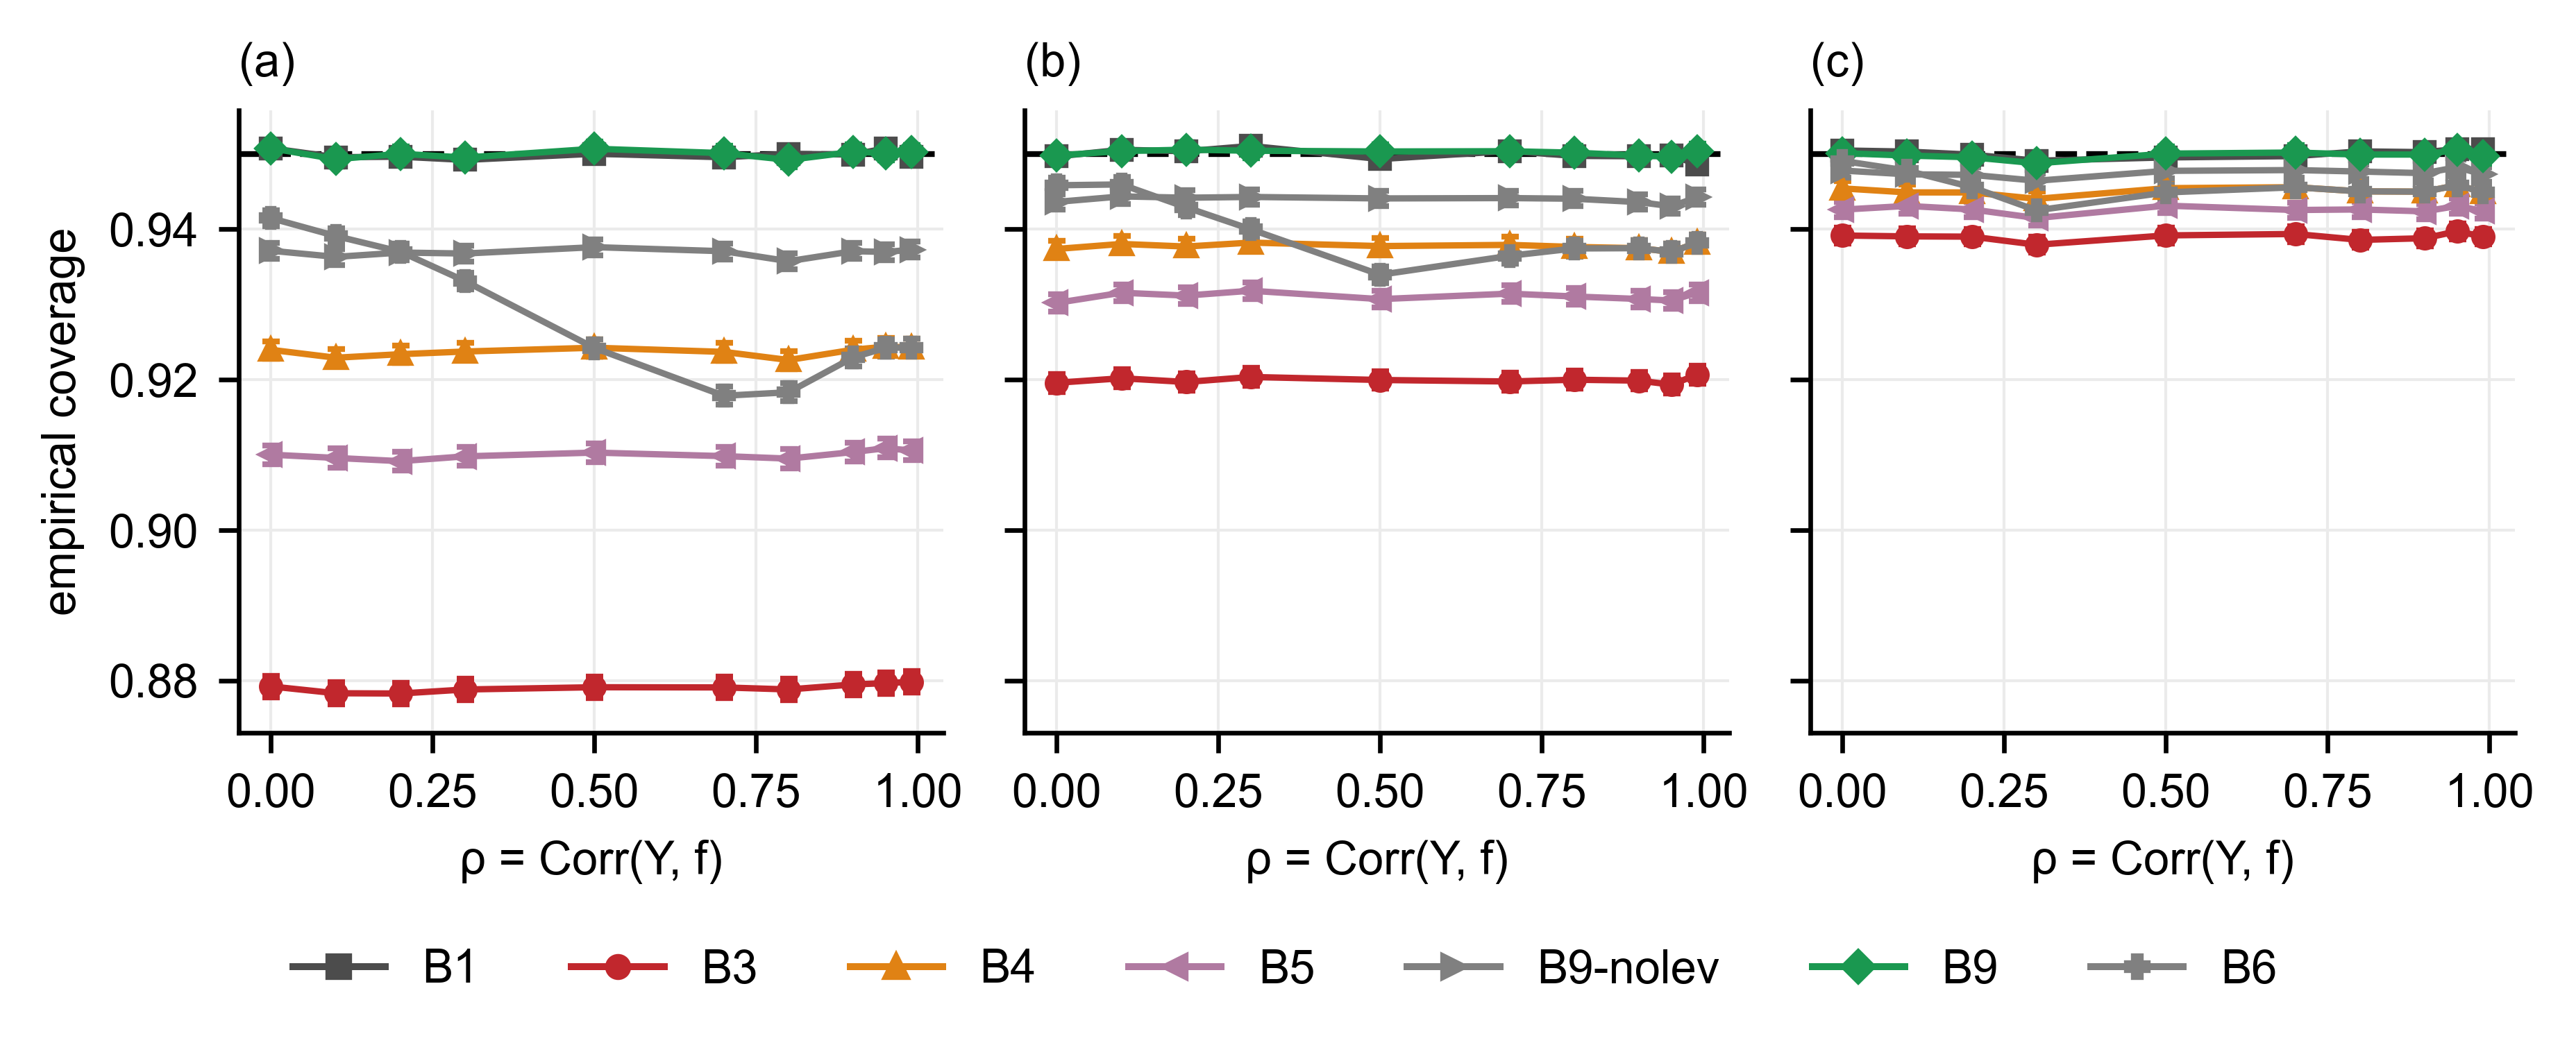 (a) (b) (c)
empirical coverage
0.94
0.92
0.90
0.88
0.00 0.25 0.50 0.75 1.00 0.00 0.25 0.50 0.75 1.00 0.00 0.25 0.50 0.75 1.00
ρ = Corr(Y, f) ρ = Corr(Y, f) ρ = Corr(Y, f)
B1 B3 B4 B5 B9-nolev B9 B6